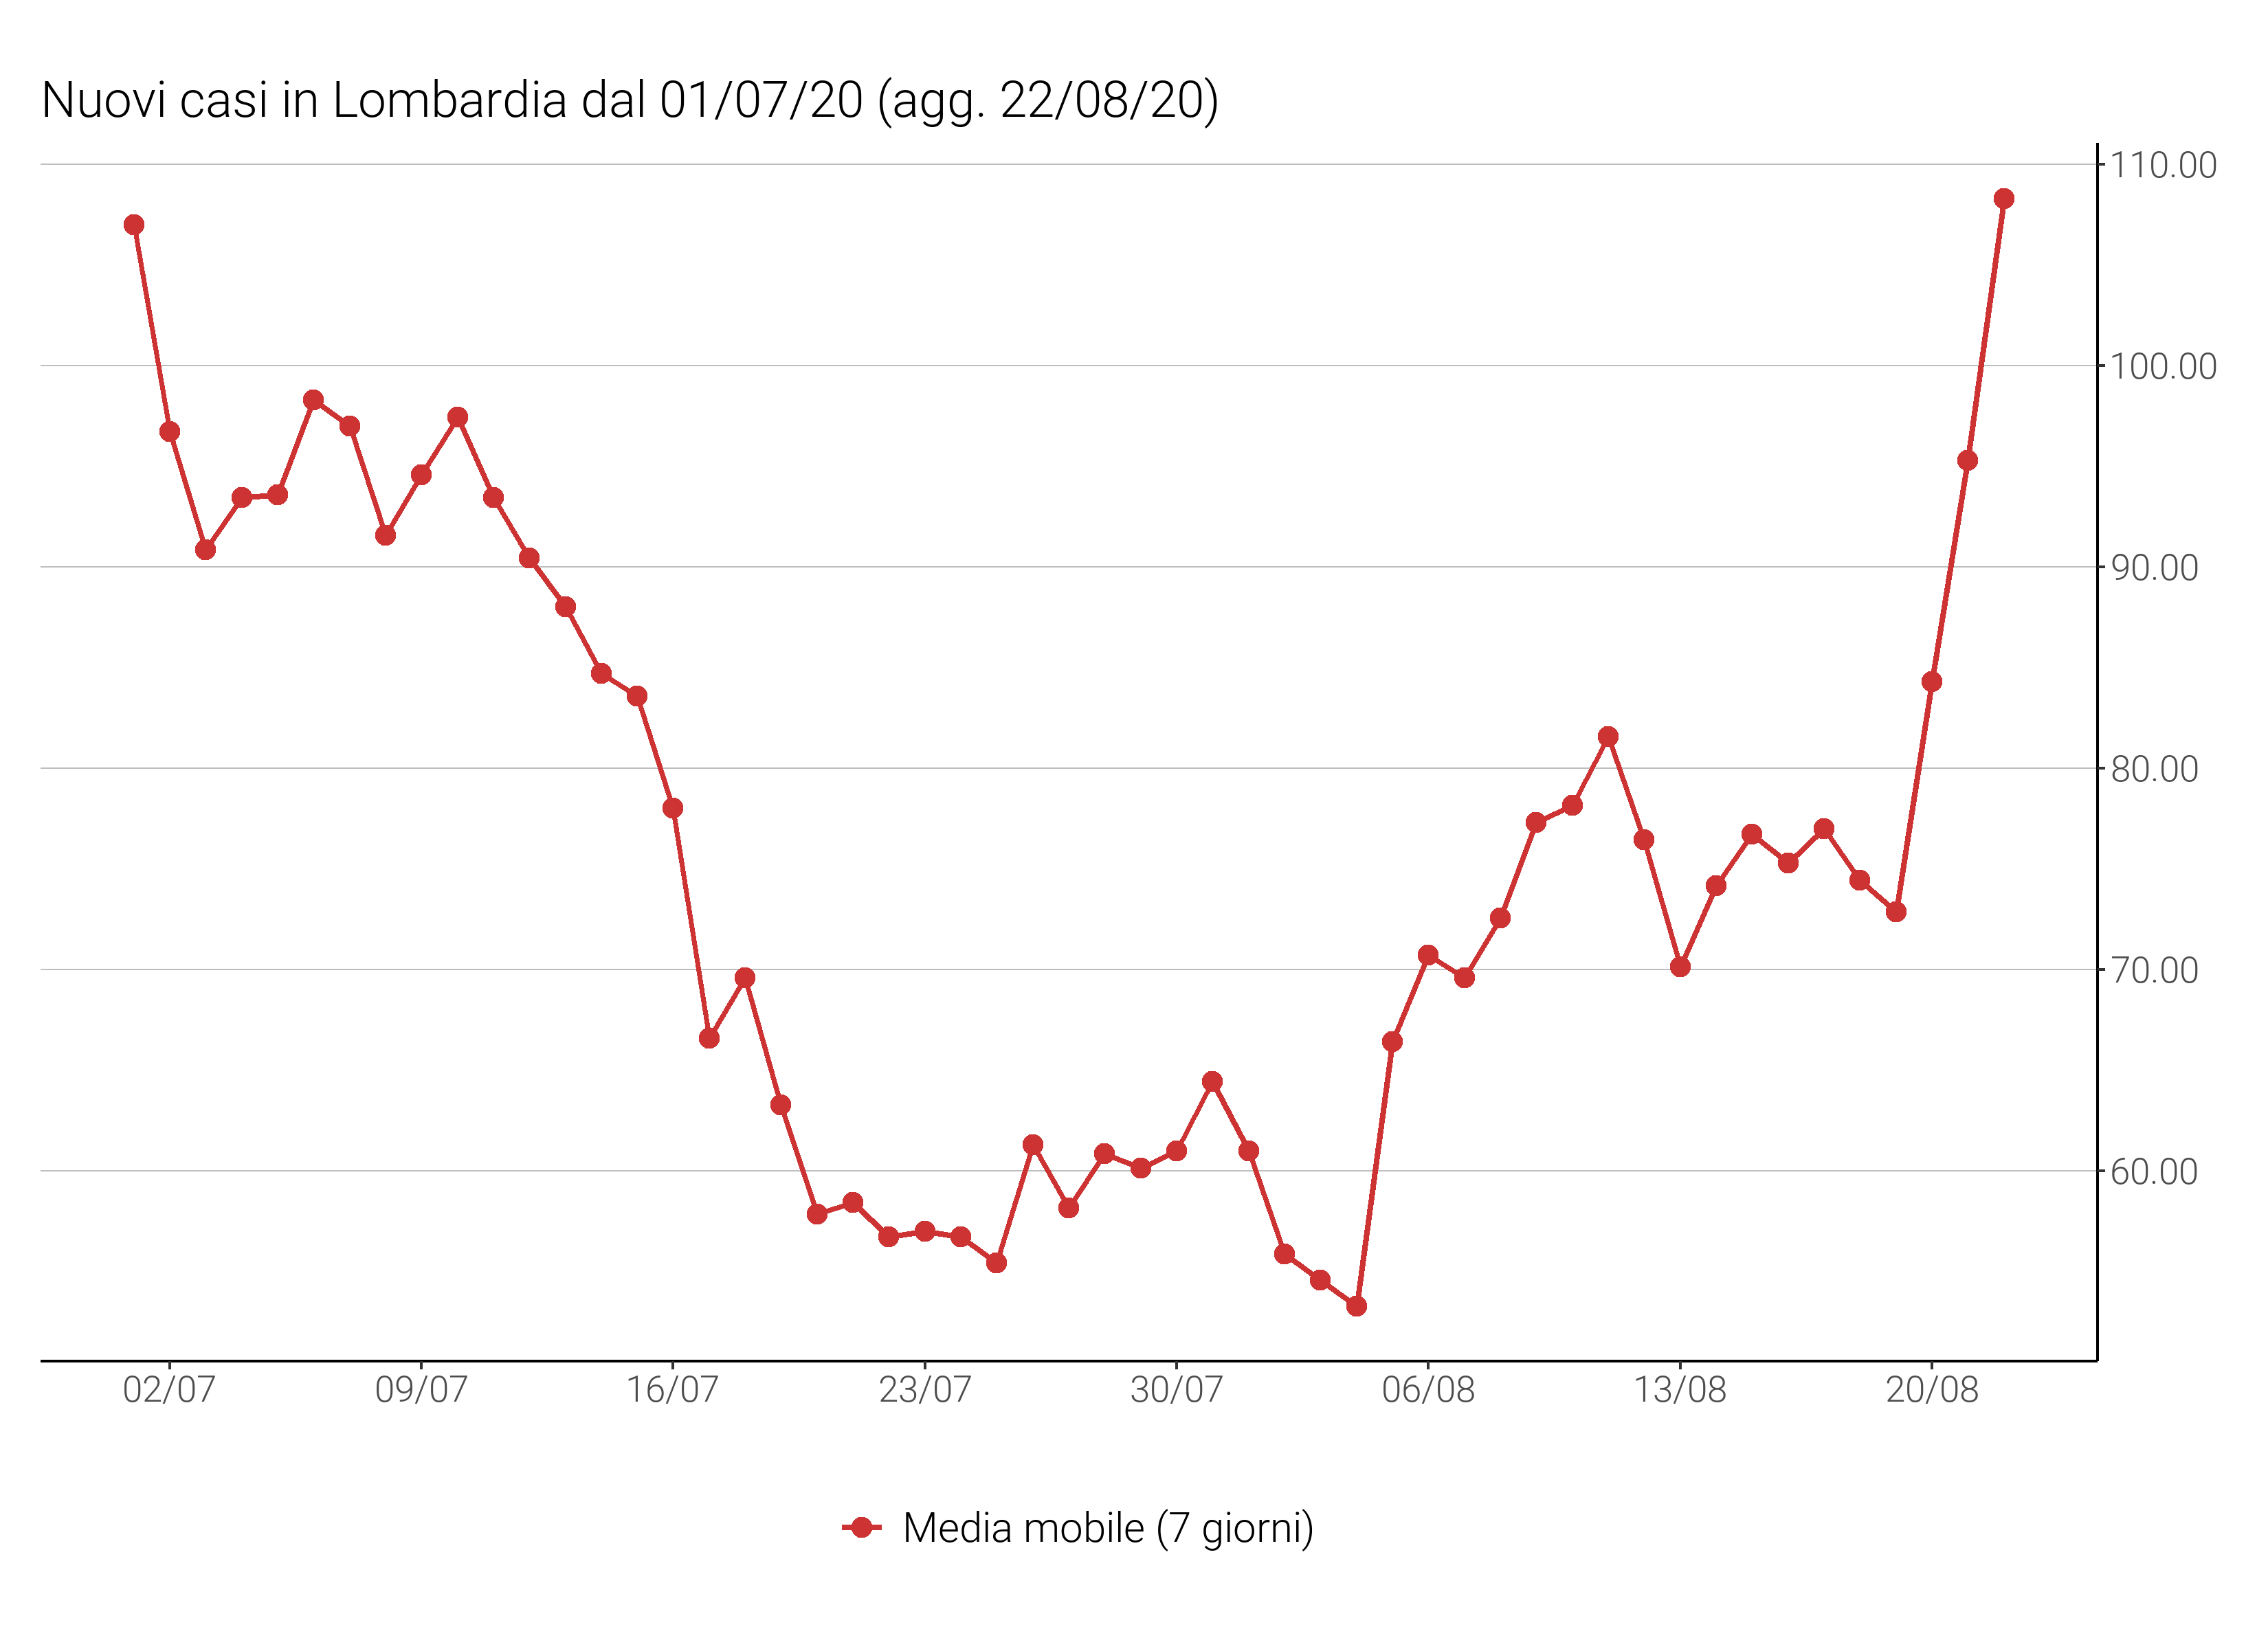 Nuovi casi in Lombardia dal 01/07/20 (agg. 22/08/20)
110.00
100.00
90.00
80.00
70.00
60.00
02/07 09/07 16/07 23/07 30/07 06/08 13/08 20/08
Media mobile (7 giorni)